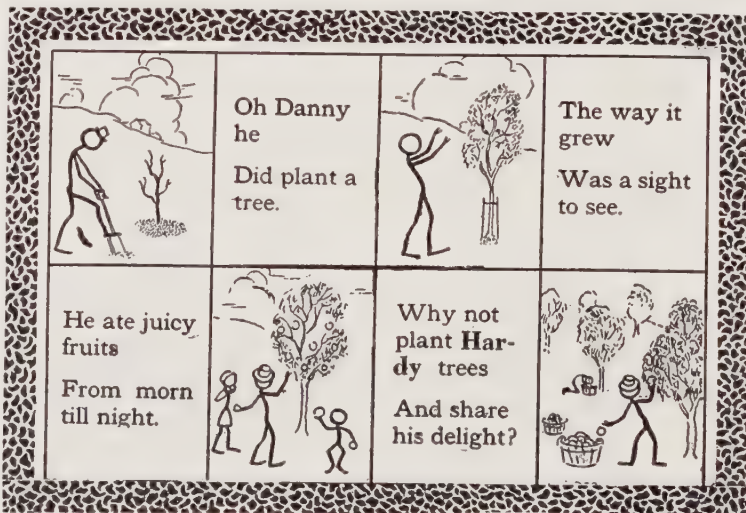 Oh Danny
he
Did plant a
tree.
The way it
grew
Was a sight
to see.
He ate juicy
fruits
From morn
till night.
Why not
plant Har-
dy trees
And share
his delight?